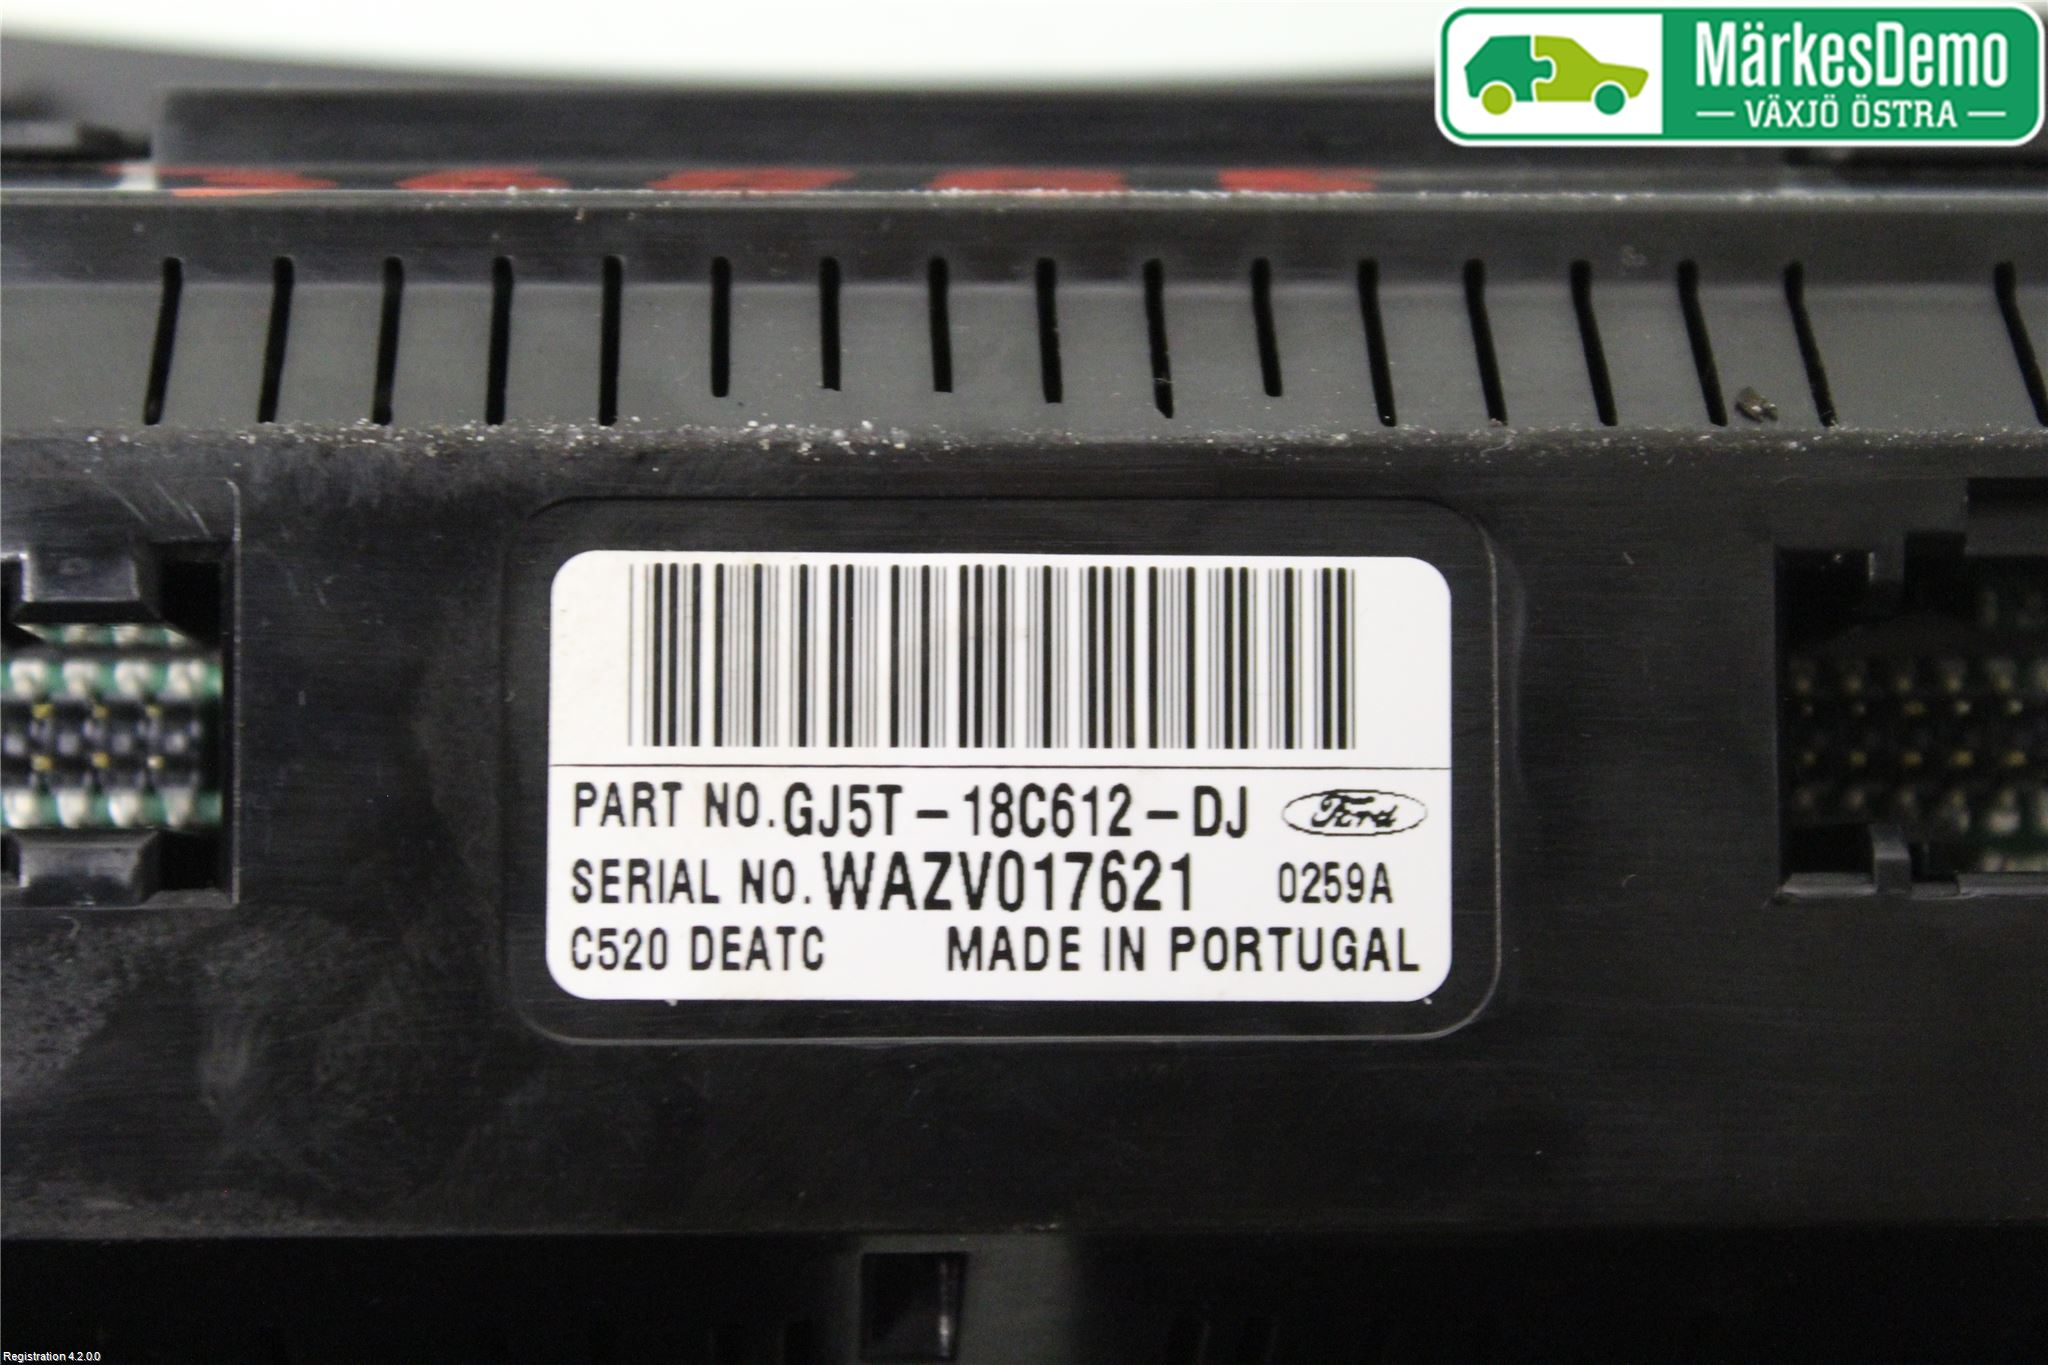 MärkesDemo
VÄXJÖ ÖSTRA
PART NO. GJ5T-18C612-DJ Ford
SERIAL NO. WAZV017621 0259A
C520 DEATC MADE IN PORTUGAL
Registration 4.2.0.0